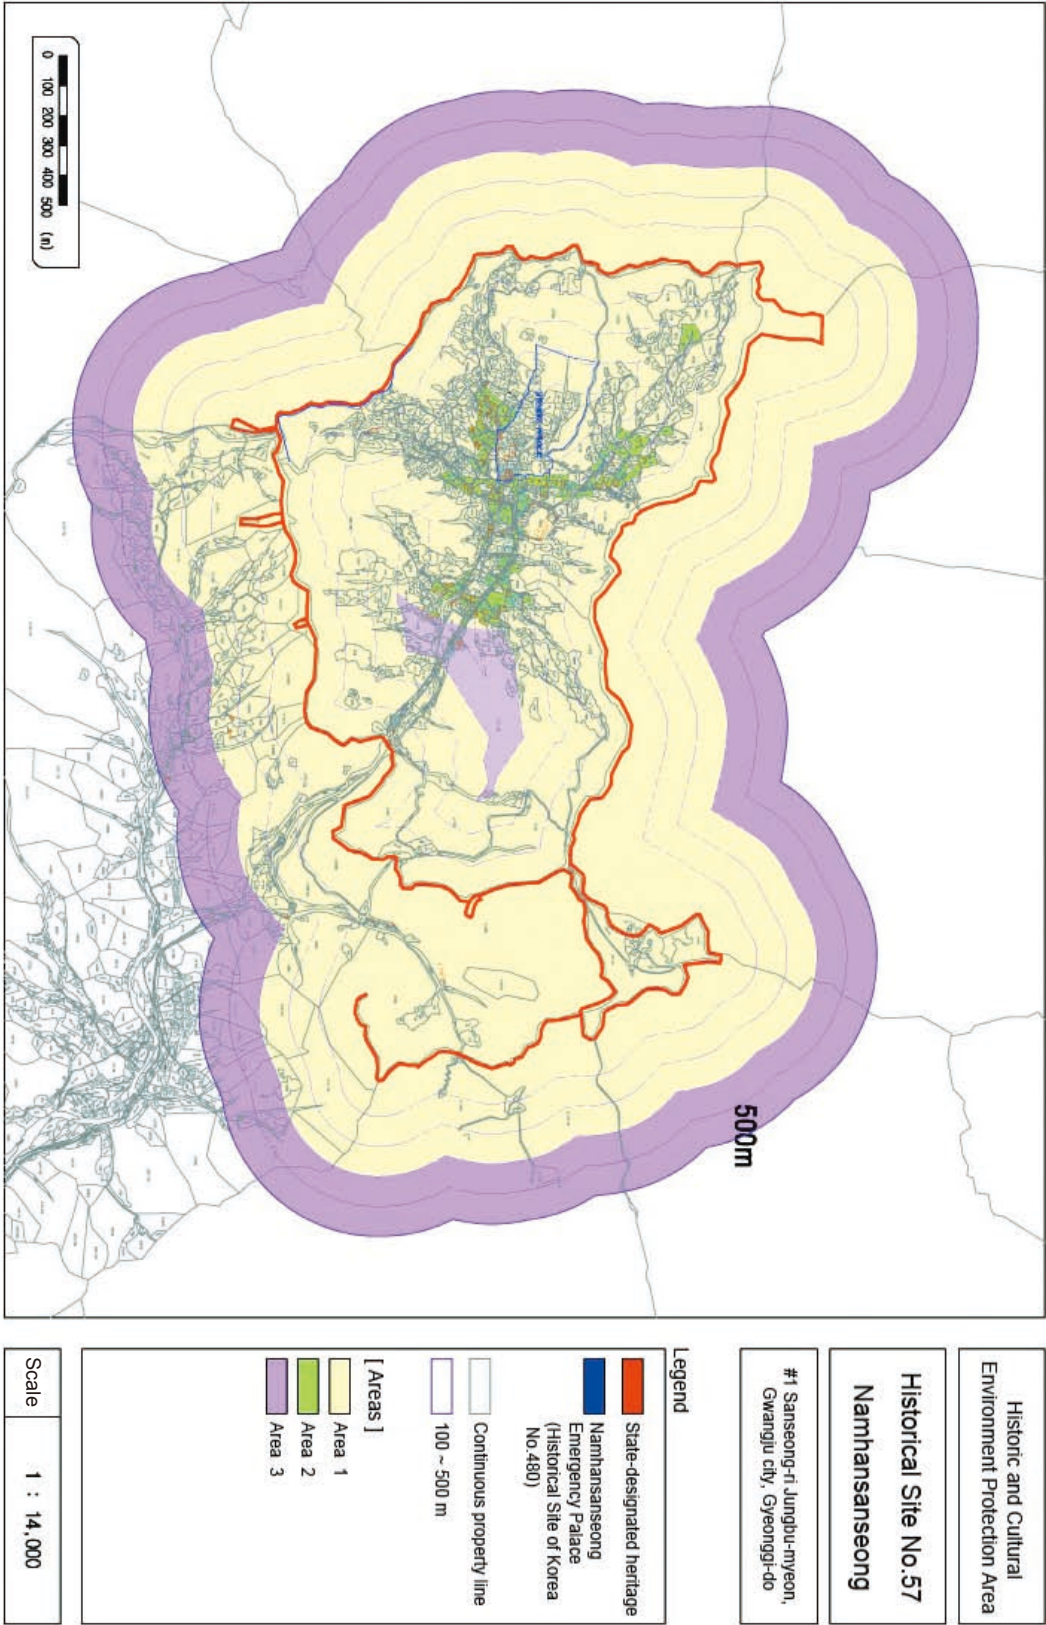 Historic and Cultural
Environment Protection Area
Historical Site No.57
Namhansanseong
#1 Sanseong-ri Jungbu-myeon,
Gwangju city, Gyeonggi-do
Legend
State-designated heritage
Namhansanseong
Emergency Palace
(Historical Site of Korea
No.480)
Continuous property line
100 ~ 500 m
[ Areas ]
Area 1
Area 2
Area 3
Scale
1 : 14,000
500m
0 100 200 300 400 500 (m)